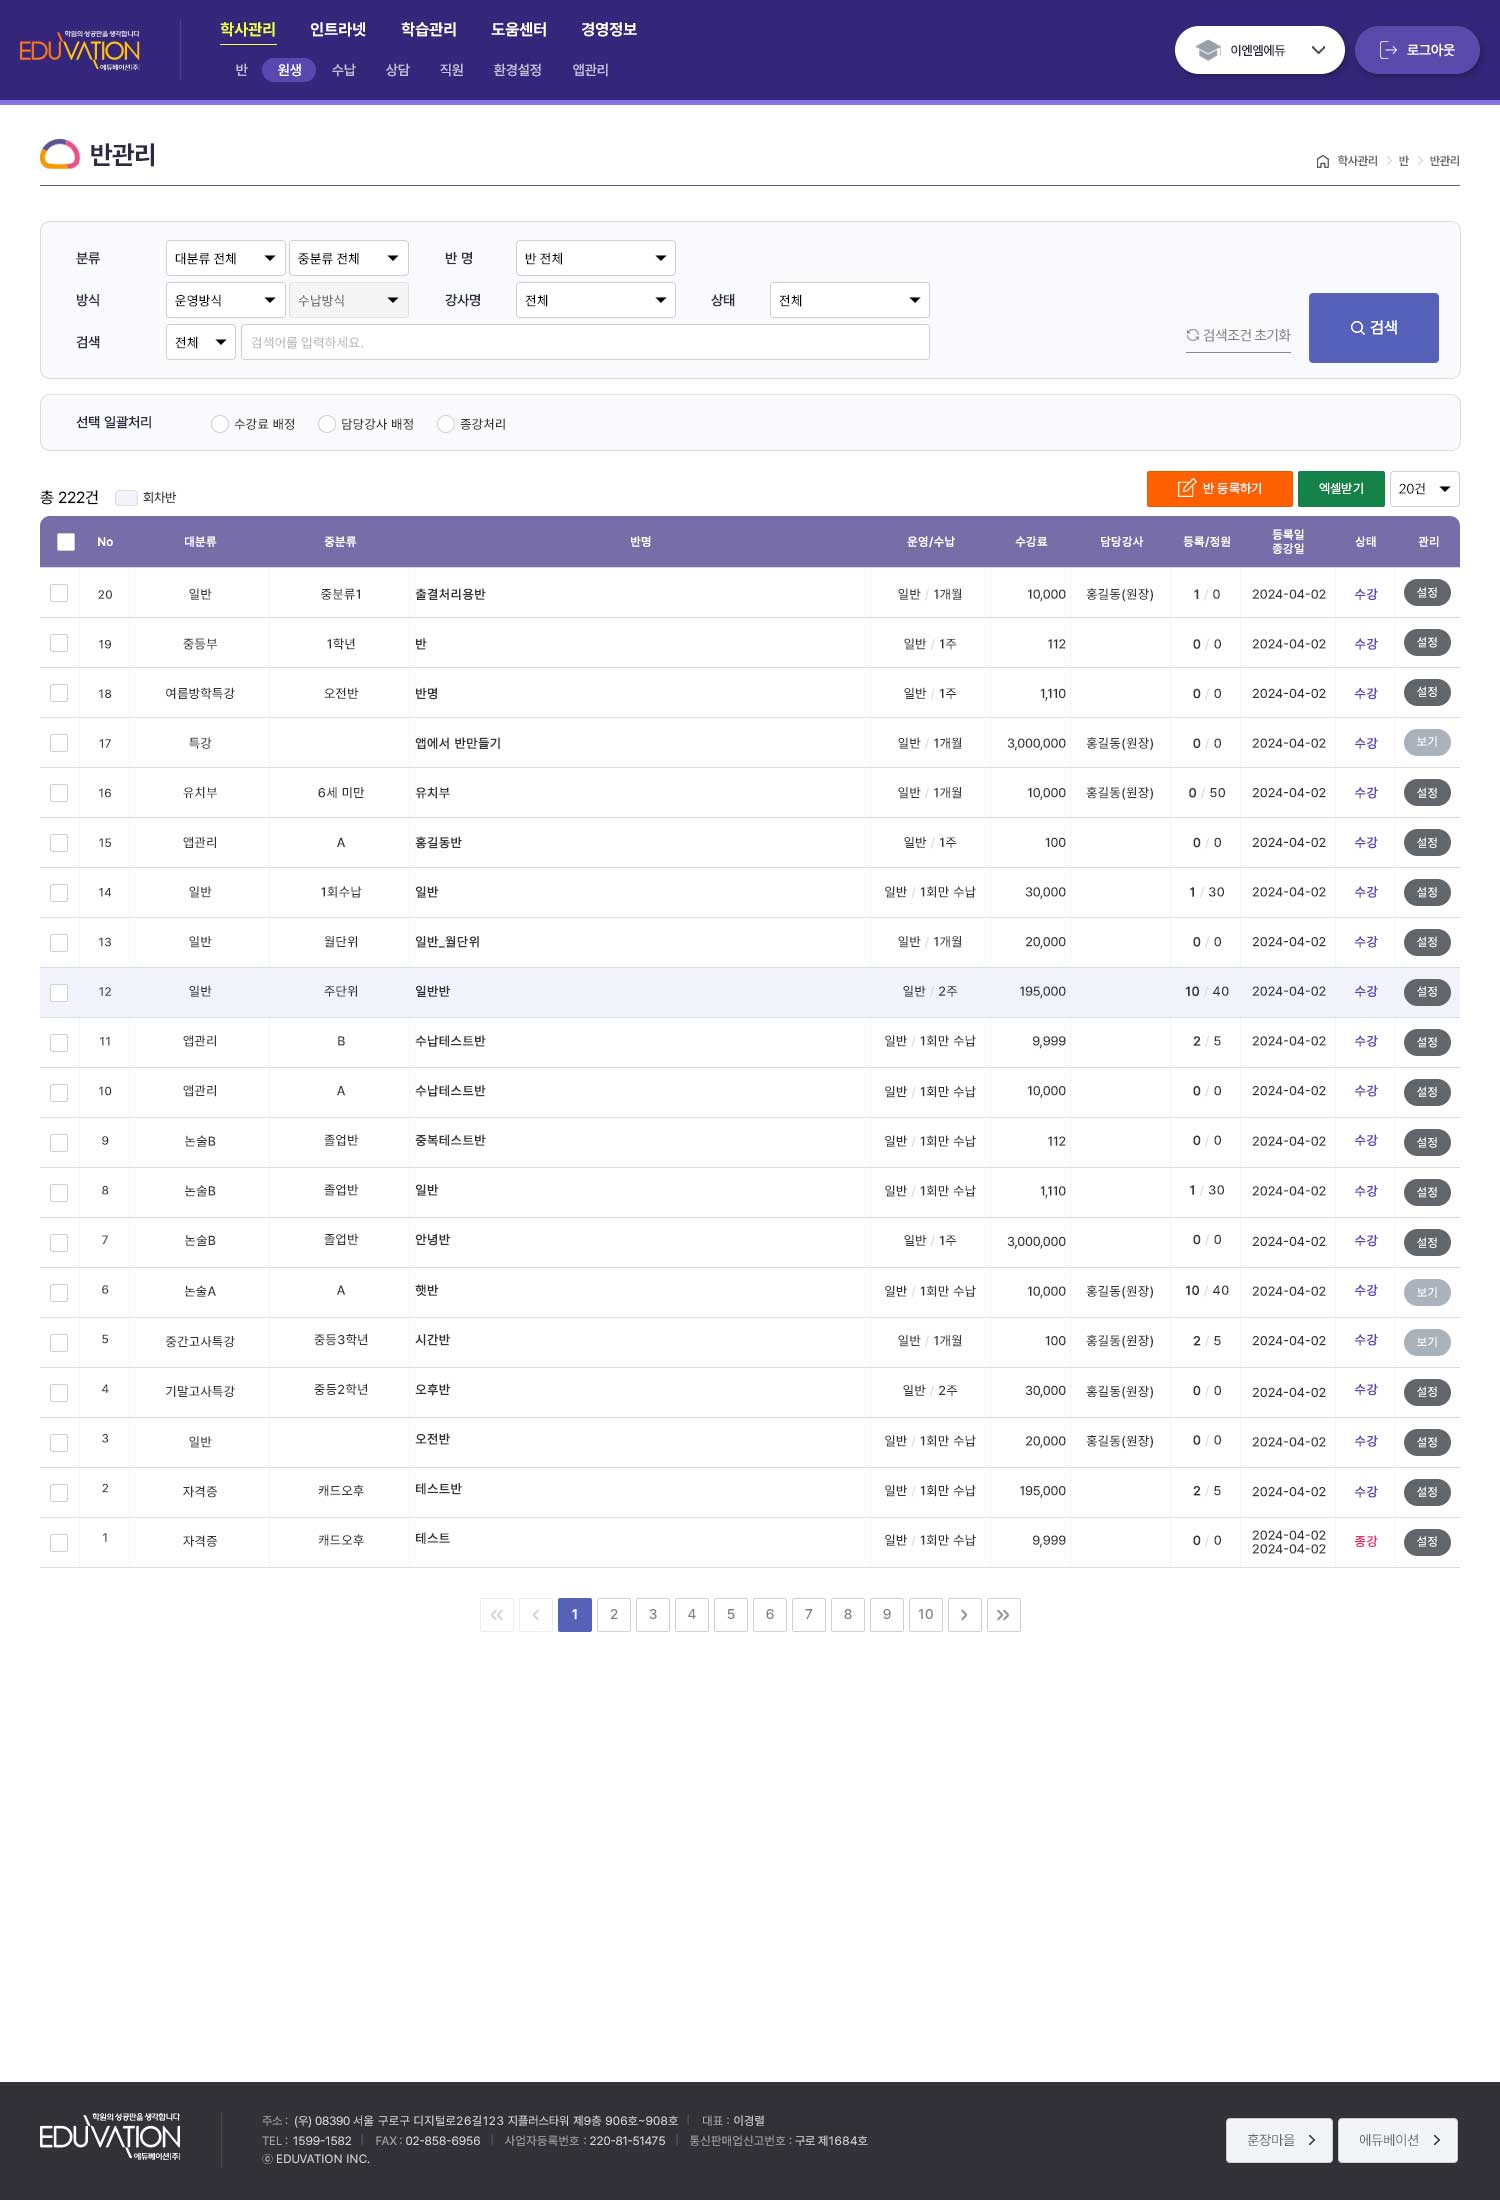 학원의 성공만을 생각합니다
EDUVATION
에듀베이션(주)
학사관리 인트라넷 학습관리 도움센터 경영정보
반 원생 수납 상담 직원 환경설정 앱관리
이엔엠에듀 로그아웃
반관리
학사관리 반 반관리
분류 대분류 전체 중분류 전체 반 명 반 전체
방식 운영방식 수납방식 강사명 전체 상태 전체
검색 전체 검색어를 입력하세요.
검색조건 초기화 검색
선택 일괄처리 수강료 배정 담당강사 배정 종강처리
총 222건 회차반 반 등록하기 엑셀받기 20건
No 대분류 중분류 반명 운영/수납 수강료 담당강사 등록/정원 등록일 종강일 상태 관리
20 일반 중분류1 출결처리용반 일반 / 1개월 10,000 홍길동(원장) 1 / 0 2024-04-02 수강 설정
19 중등부 1학년 반 일반 / 1주 112 0 / 0 2024-04-02 수강 설정
18 여름방학특강 오전반 반명 일반 / 1주 1,110 0 / 0 2024-04-02 수강 설정
17 특강 앱에서 반만들기 일반 / 1개월 3,000,000 홍길동(원장) 0 / 0 2024-04-02 수강 보기
16 유치부 6세 미만 유치부 일반 / 1개월 10,000 홍길동(원장) 0 / 50 2024-04-02 수강 설정
15 앱관리 A 홍길동반 일반 / 1주 100 0 / 0 2024-04-02 수강 설정
14 일반 1회수납 일반 일반 / 1회만 수납 30,000 1 / 30 2024-04-02 수강 설정
13 일반 월단위 일반_월단위 일반 / 1개월 20,000 0 / 0 2024-04-02 수강 설정
12 일반 주단위 일반반 일반 / 2주 195,000 10 / 40 2024-04-02 수강 설정
11 앱관리 B 수납테스트반 일반 / 1회만 수납 9,999 2 / 5 2024-04-02 수강 설정
10 앱관리 A 수납테스트반 일반 / 1회만 수납 10,000 0 / 0 2024-04-02 수강 설정
9 논술B 졸업반 중복테스트반 일반 / 1회만 수납 112 0 / 0 2024-04-02 수강 설정
8 논술B 졸업반 일반 일반 / 1회만 수납 1,110 1 / 30 2024-04-02 수강 설정
7 논술B 졸업반 안녕반 일반 / 1주 3,000,000 0 / 0 2024-04-02 수강 설정
6 논술A A 햇반 일반 / 1회만 수납 10,000 홍길동(원장) 10 / 40 2024-04-02 수강 보기
5 중간고사특강 중등3학년 시간반 일반 / 1개월 100 홍길동(원장) 2 / 5 2024-04-02 수강 보기
4 기말고사특강 중등2학년 오후반 일반 / 2주 30,000 홍길동(원장) 0 / 0 2024-04-02 수강 설정
3 일반 오전반 일반 / 1회만 수납 20,000 홍길동(원장) 0 / 0 2024-04-02 수강 설정
2 자격증 캐드오후 테스트반 일반 / 1회만 수납 195,000 2 / 5 2024-04-02 수강 설정
1 자격증 캐드오후 테스트 일반 / 1회만 수납 9,999 0 / 0 2024-04-02 2024-04-02 종강 설정
1 2 3 4 5 6 7 8 9 10
학원의 성공만을 생각합니다
EDUVATION
에듀베이션(주)
주소 : (우) 08390 서울 구로구 디지털로26길123 지플러스타워 제9층 906호~908호 | 대표 : 이경렬
TEL : 1599-1582 | FAX : 02-858-6956 | 사업자등록번호 : 220-81-51475 | 통신판매업신고번호 : 구로 제1684호
ⓒ EDUVATION INC.
훈장마을 에듀베이션